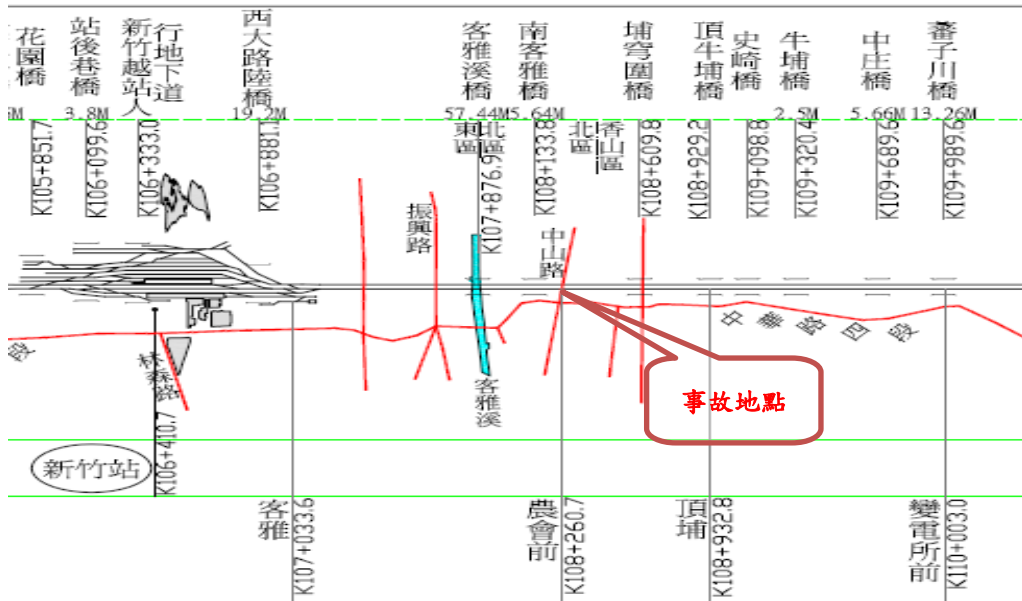 花園橋
站後巷橋
新竹越站人
行地下道
西大路陸橋
客雅溪橋
南客雅橋
埔穹圍橋
頂牛埔橋
史崎橋
牛埔橋
中庄橋
蕃子川橋
3.8M
19.2M
57.44M
5.64M
2.5M
5.66M
13.26M
K105+851.7
K106+099.6
K106+333.0
K106+881.1
東區
北區
K107+876.9
K108+133.8
北區
香山區
K108+609.8
K108+929.2
K109+098.8
K109+320.4
K109+689.6
K109+989.6
振興路
中山路
段
林森路
客雅溪
中華路四段
事故地點
新竹站
K106+410.7
客雅
K107+033.6
農會前
K108+260.7
頂埔
K108+932.8
變電所前
K110+003.0